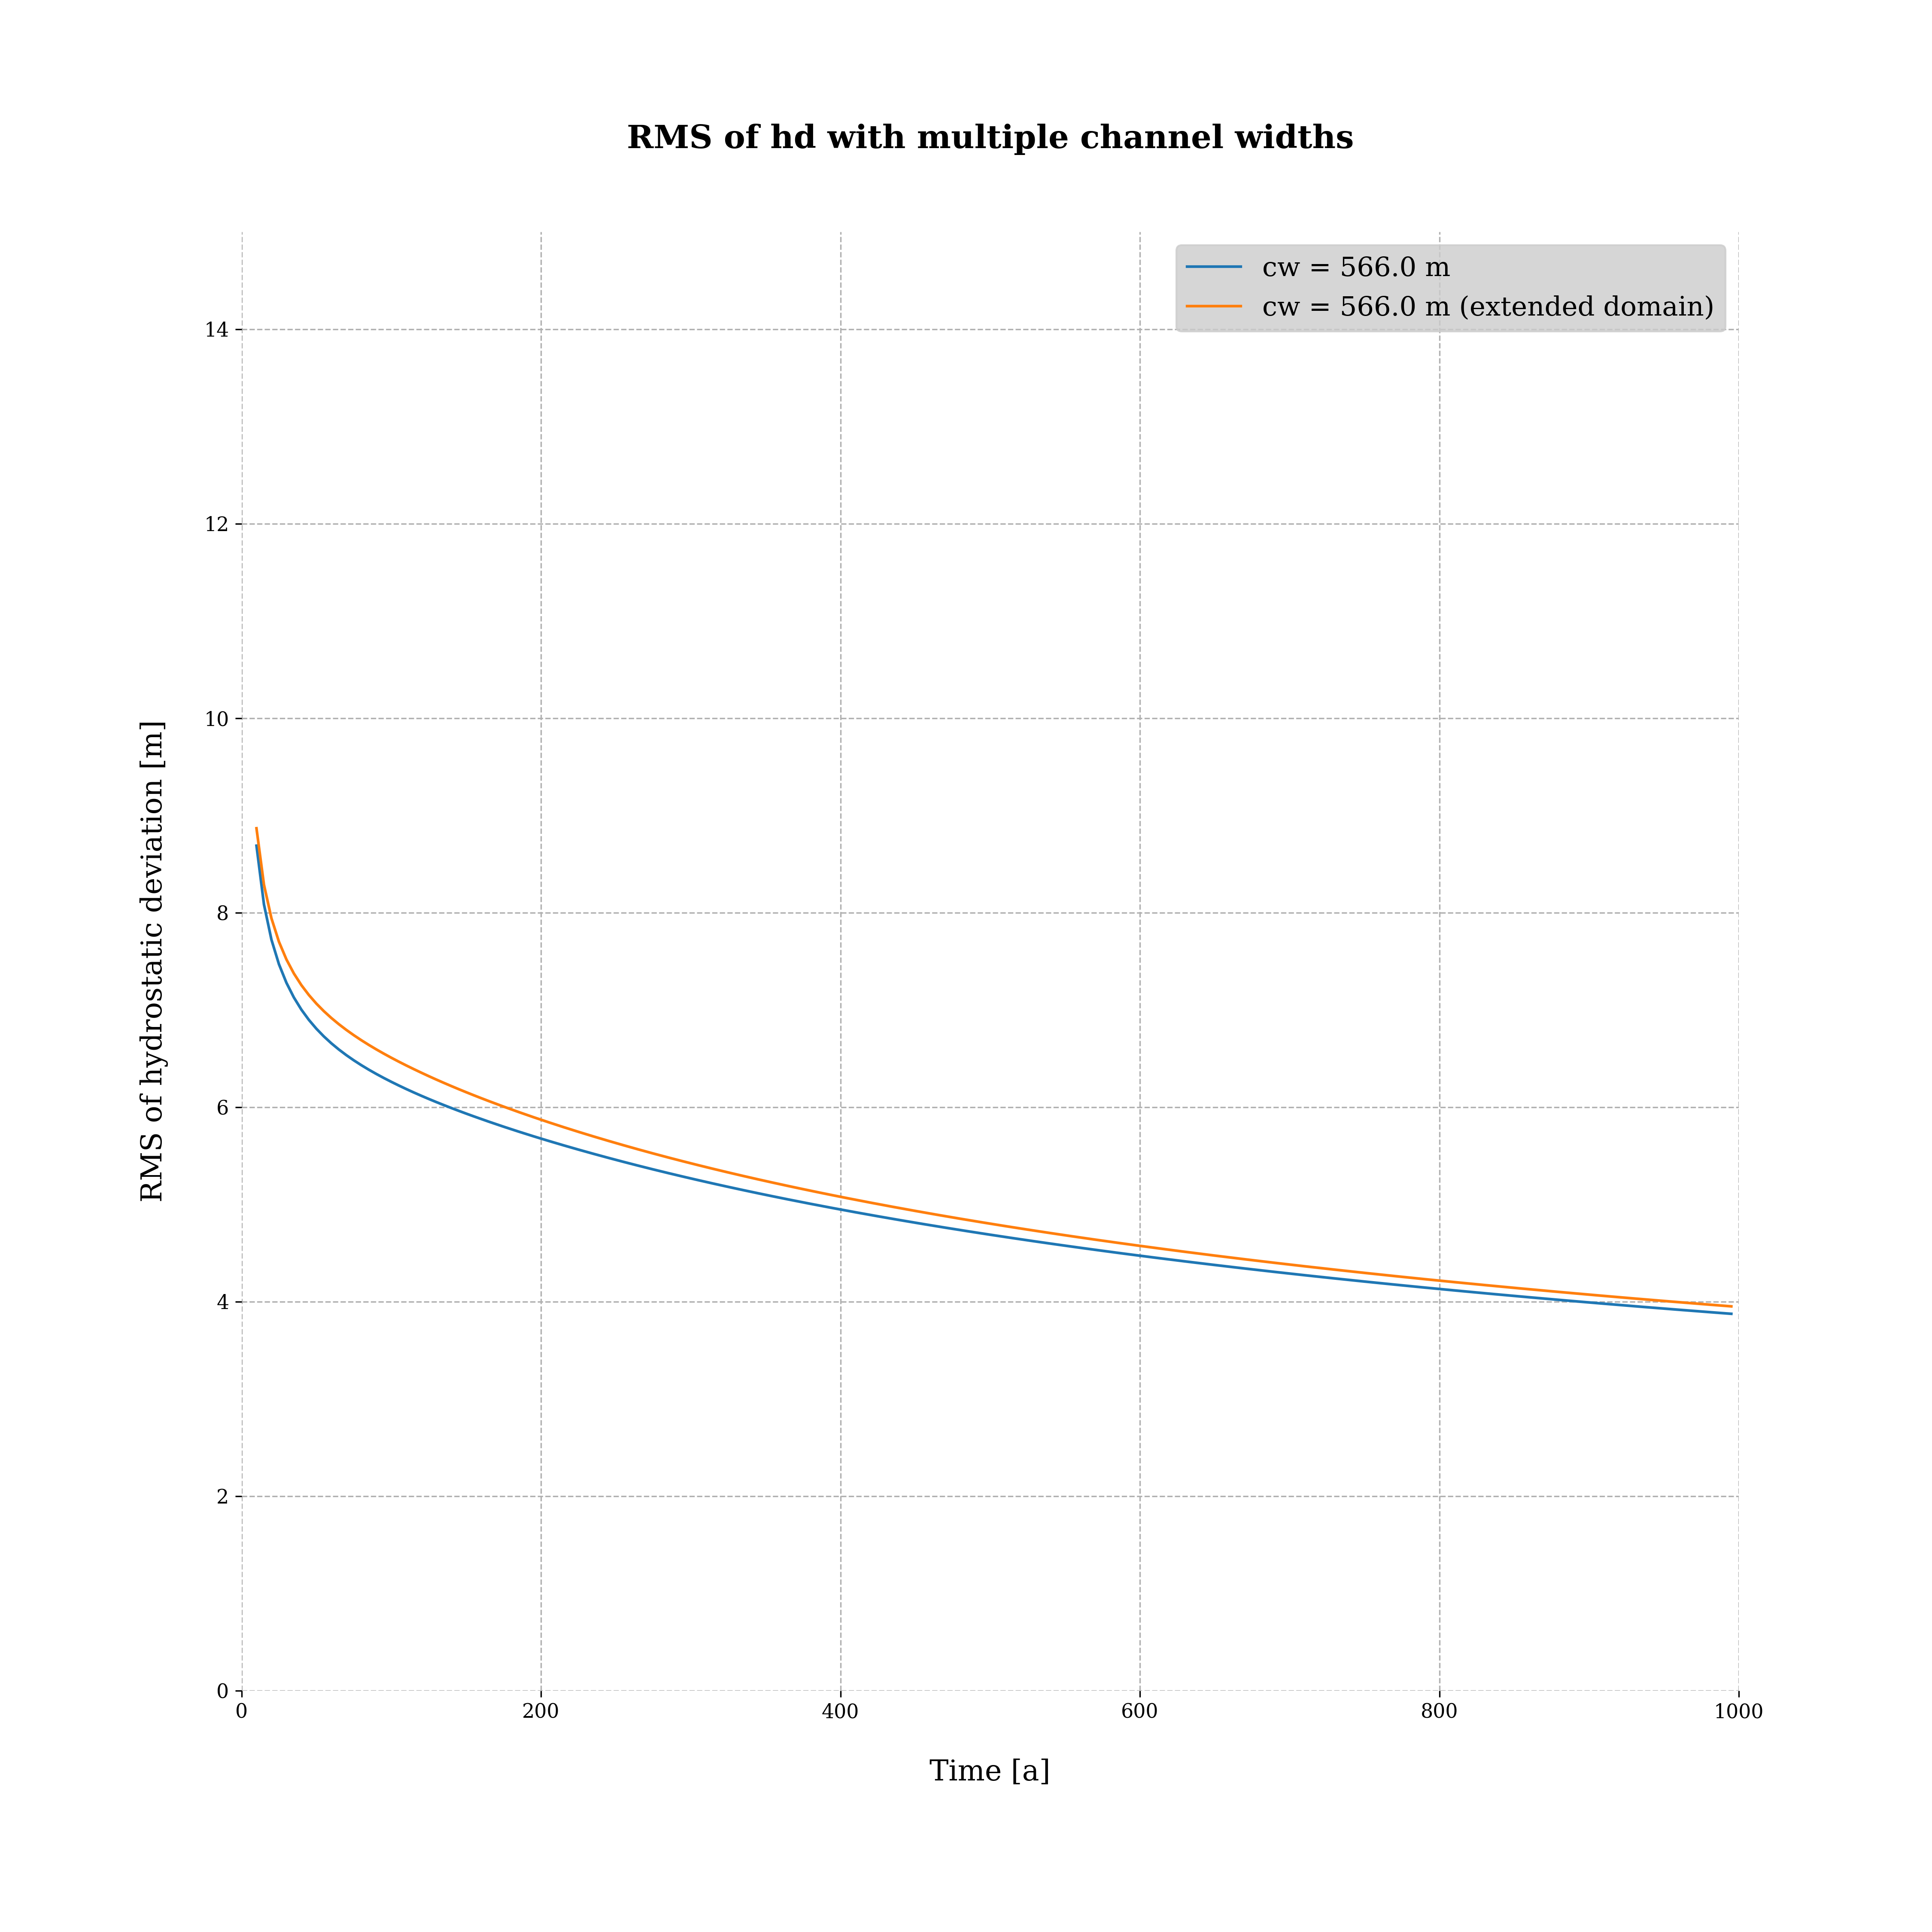 RMS of hd with multiple channel widths
cw = 566.0 m
cw = 566.0 m (extended domain)
RMS of hydrostatic deviation [m]
14
12
10
8
6
4
2
0
0 200 400 600 800 1000
Time [a]